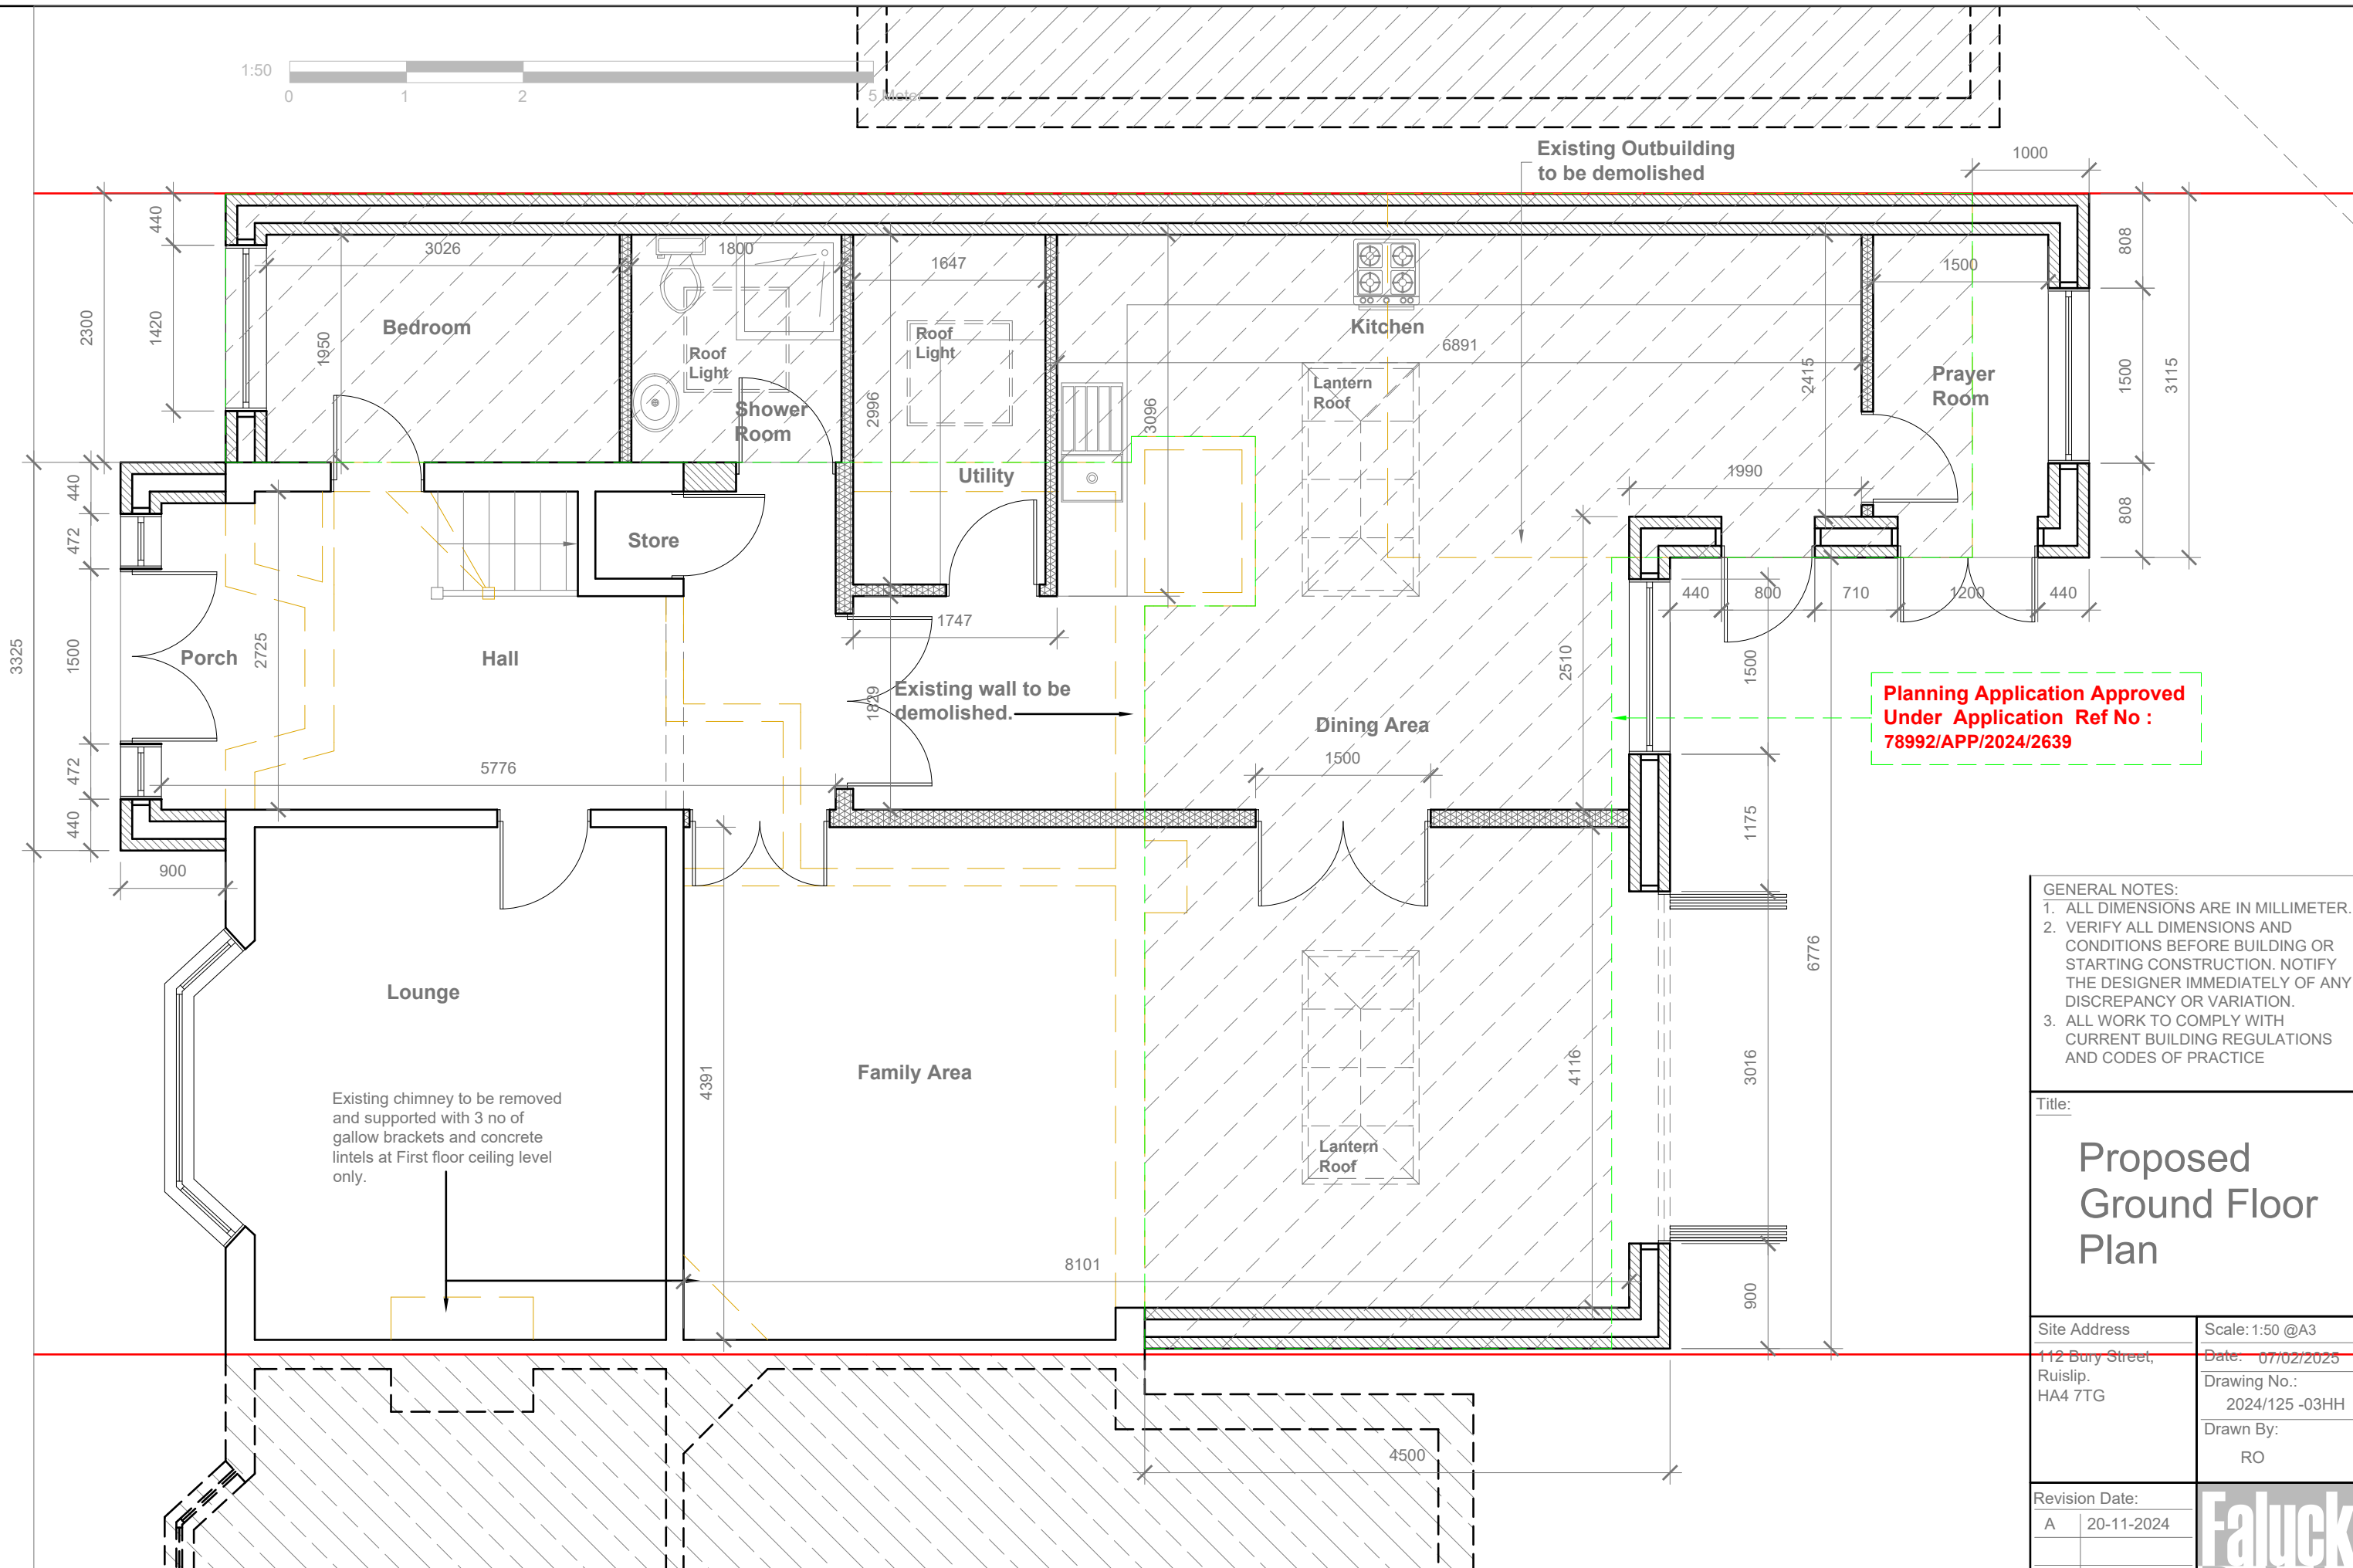 1:50
0
1
2
5 Meter
Existing Outbuilding
to be demolished
1000
440
3026
1800
1647
1500
808
2300
1420
1950
Bedroom
Roof
Light
Roof
Light
Kitchen
6891
Lantern
Roof
2415
Prayer
Room
1500
3115
Shower
Room
2996
3096
Utility
1990
808
440
472
Store
1747
440
800
710
1200
440
3325
1500
Porch
2725
Hall
1829
Existing wall to be
demolished.
Dining Area
2510
1500
1500
Planning Application Approved
Under Application Ref No :
78992/APP/2024/2639
472
5776
440
1175
900
Lounge
4391
Family Area
4116
3016
6776
Existing chimney to be removed
and supported with 3 no of
gallow brackets and concrete
lintels at First floor ceiling level
only.
Lantern
Roof
8101
900
4500
GENERAL NOTES:
1. ALL DIMENSIONS ARE IN MILLIMETER.
2. VERIFY ALL DIMENSIONS AND
CONDITIONS BEFORE BUILDING OR
STARTING CONSTRUCTION. NOTIFY
THE DESIGNER IMMEDIATELY OF ANY
DISCREPANCY OR VARIATION.
3. ALL WORK TO COMPLY WITH
CURRENT BUILDING REGULATIONS
AND CODES OF PRACTICE
Title:
Proposed
Ground Floor
Plan
Site Address
112 Bury Street,
Ruislip.
HA4 7TG
Scale: 1:50 @A3
Date: 07/02/2025
Drawing No.:
2024/125 -03HH
Drawn By:
RO
Revision Date:
A 20-11-2024
Faluck